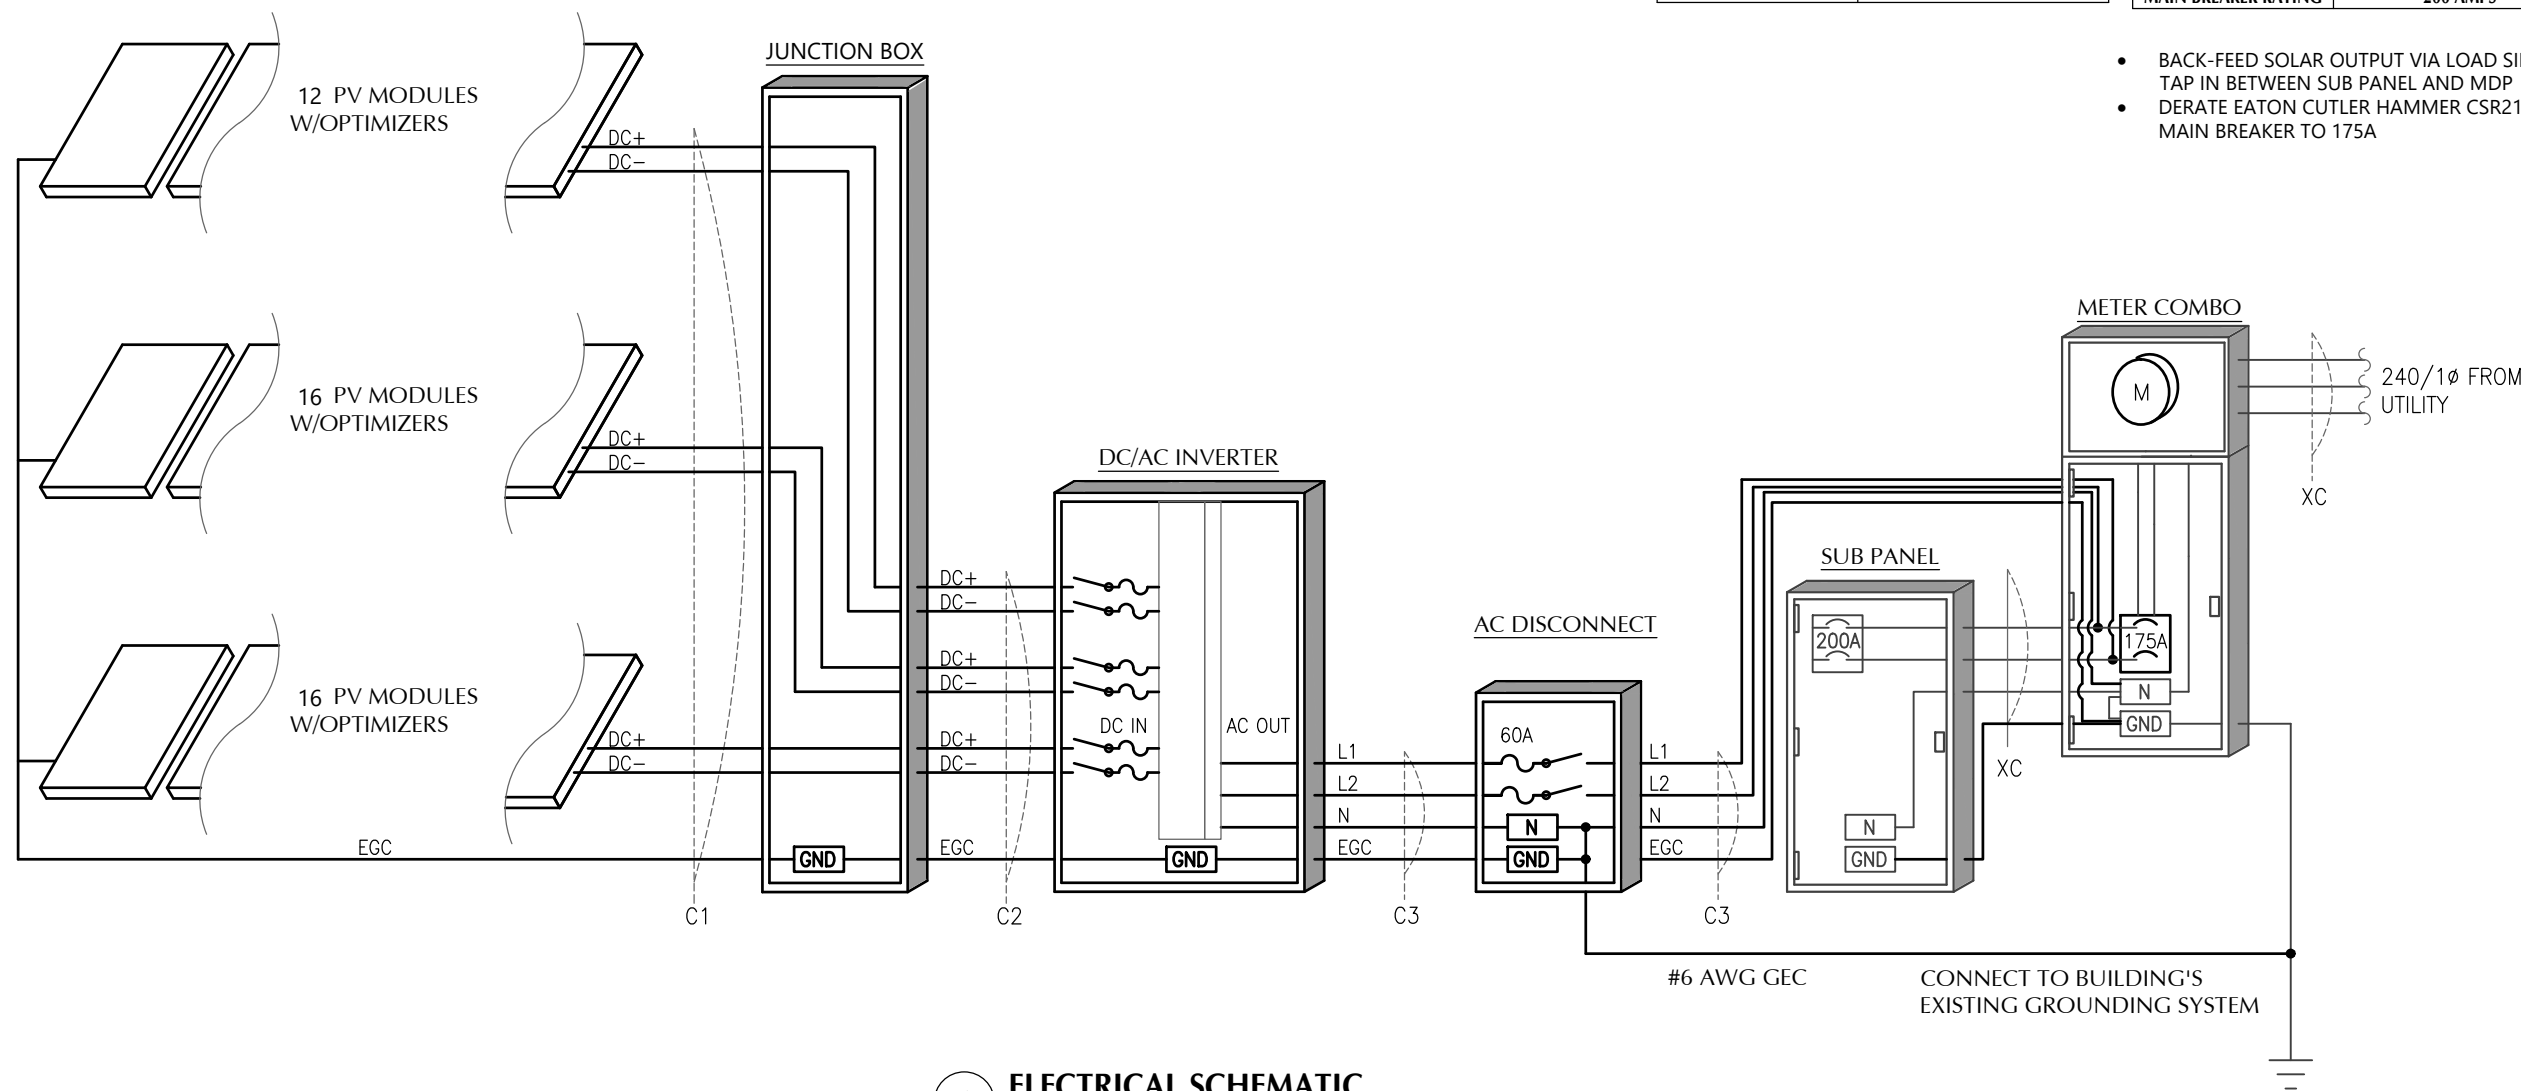 MAIN BREAKER RATING 200 AMPS
• BACK-FEED SOLAR OUTPUT VIA LOAD
TAP IN BETWEEN SUB PANEL AND MDP
• DERATE EATON CUTLER HAMMER CSR21
MAIN BREAKER TO 175A
JUNCTION BOX
12 PV MODULES
W/OPTIMIZERS
DC+
DC-
METER COMBO
M
240/1ø FROM
UTILITY
XC
16 PV MODULES
W/OPTIMIZERS
DC+
DC-
DC/AC INVERTER
SUB PANEL
200A
175A
N
GND
XC
AC DISCONNECT
DC+
DC-
DC+
DC-
DC+
DC-
16 PV MODULES
W/OPTIMIZERS
DC+
DC-
DC IN
AC OUT
60A
L1
L2
N
EGC
N
GND
L1
L2
N
EGC
N
GND
EGC
GND
EGC
GND
C1
C2
C3
C3
#6 AWG GEC
CONNECT TO BUILDING'S
EXISTING GROUNDING SYSTEM
ELECTRICAL SCHEMATIC